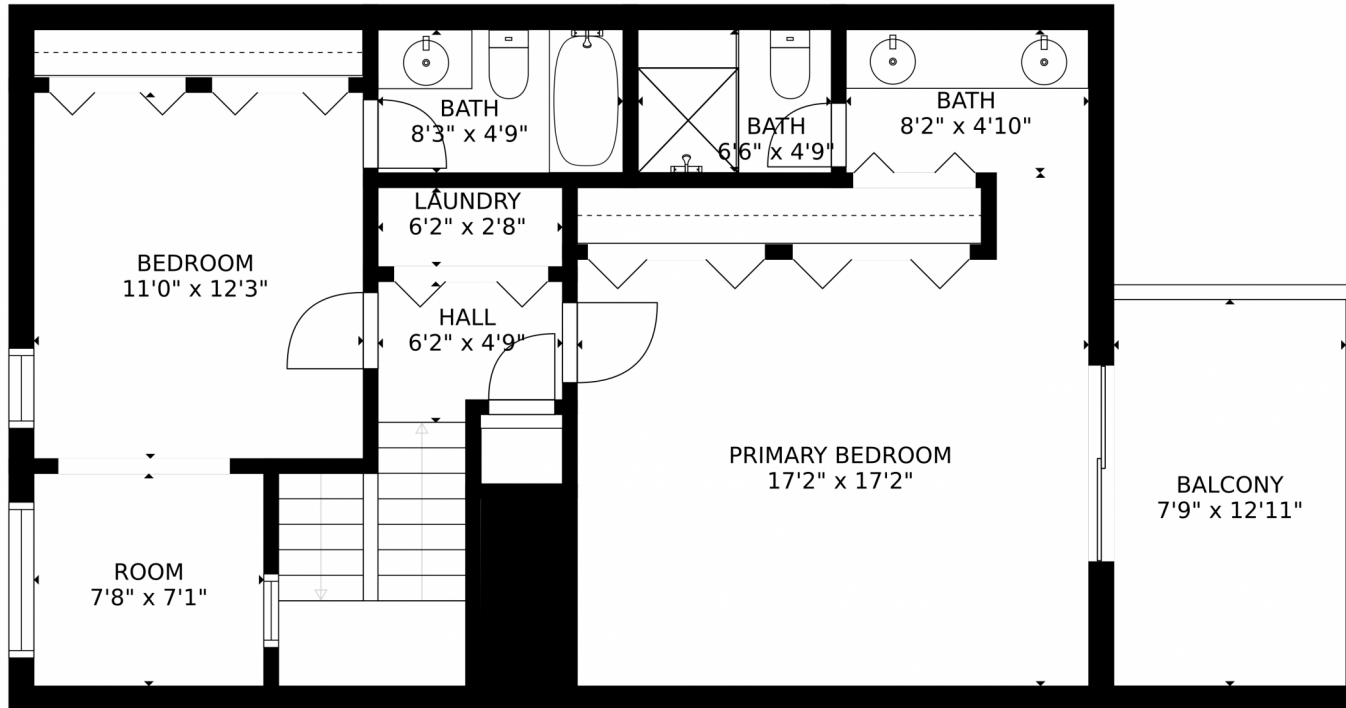 BATH
8'3" x 4'9"
BATH
6'6" x 4'9"
BATH
8'2" x 4'10"
LAUNDRY
6'2" x 2'8"
BEDROOM
11'0" x 12'3"
HALL
6'2" x 4'9"
PRIMARY BEDROOM
17'2" x 17'2"
BALCONY
7'9" x 12'11"
ROOM
7'8" x 7'1"